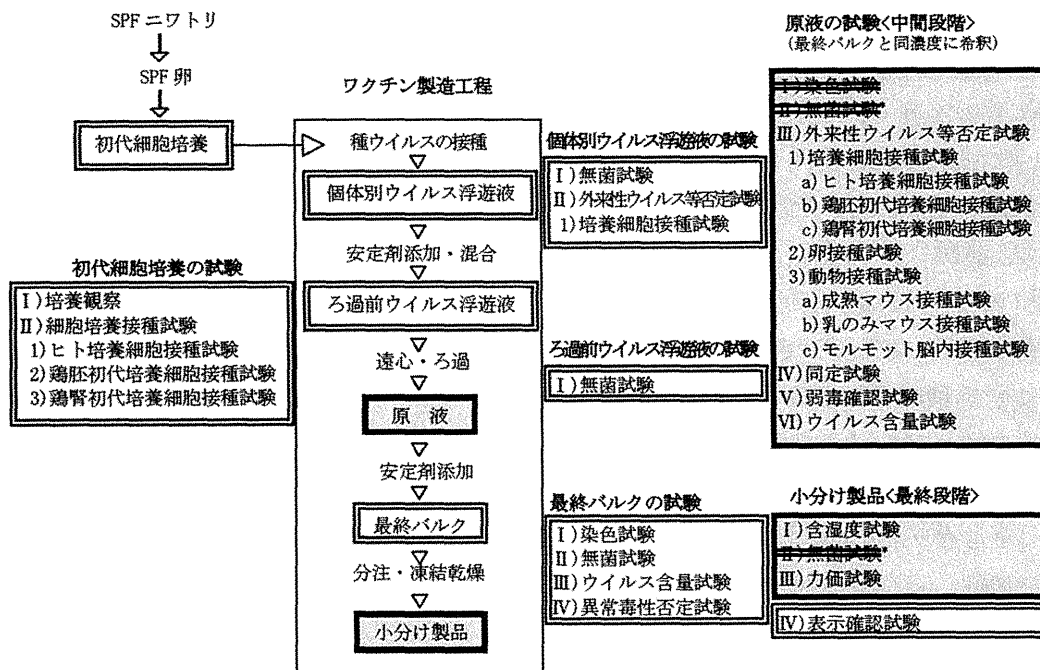 SPF ニワトリ
SPF 卵
初代細胞培養
初代細胞培養の試験
Ⅰ)培養観察
Ⅱ)細胞培養接種試験
1)ヒト培養細胞接種試験
2)鶏胚初代培養細胞接種試験
3)鶏腎初代培養細胞接種試験
ワクチン製造工程
種ウイルスの接種
個体別ウイルス浮遊液
安定剤添加・混合
ろ過前ウイルス浮遊液
遠心・ろ過
原 液
安定剤添加
最終バルク
分注・凍結乾燥
小分け製品
個体別ウイルス浮遊液の試験
Ⅰ)無菌試験
Ⅱ)外来性ウイルス等否定試験
1)培養細胞接種試験
ろ過前ウイルス浮遊液の試験
Ⅰ)無菌試験
最終バルクの試験
Ⅰ)染色試験
Ⅱ)無菌試験
Ⅲ)ウイルス含量試験
Ⅳ)異常毒性否定試験
原液の試験<中間段階>
(最終バルクと同濃度に希釈)
Ⅰ)染色試験
Ⅱ)無菌試験*
Ⅲ)外来性ウイルス等否定試験
1)培養細胞接種試験
a)ヒト培養細胞接種試験
b)鶏胚初代培養細胞接種試験
c)鶏腎初代培養細胞接種試験
2)卵接種試験
3)動物接種試験
a)成熟マウス接種試験
b)乳のみマウス接種試験
c)モルモット脳内接種試験
Ⅳ)同定試験
Ⅴ)弱毒確認試験
Ⅵ)ウイルス含量試験
小分け製品<最終段階>
Ⅰ)含湿度試験
Ⅱ)無菌試験*
Ⅲ)力価試験
Ⅳ)表示確認試験